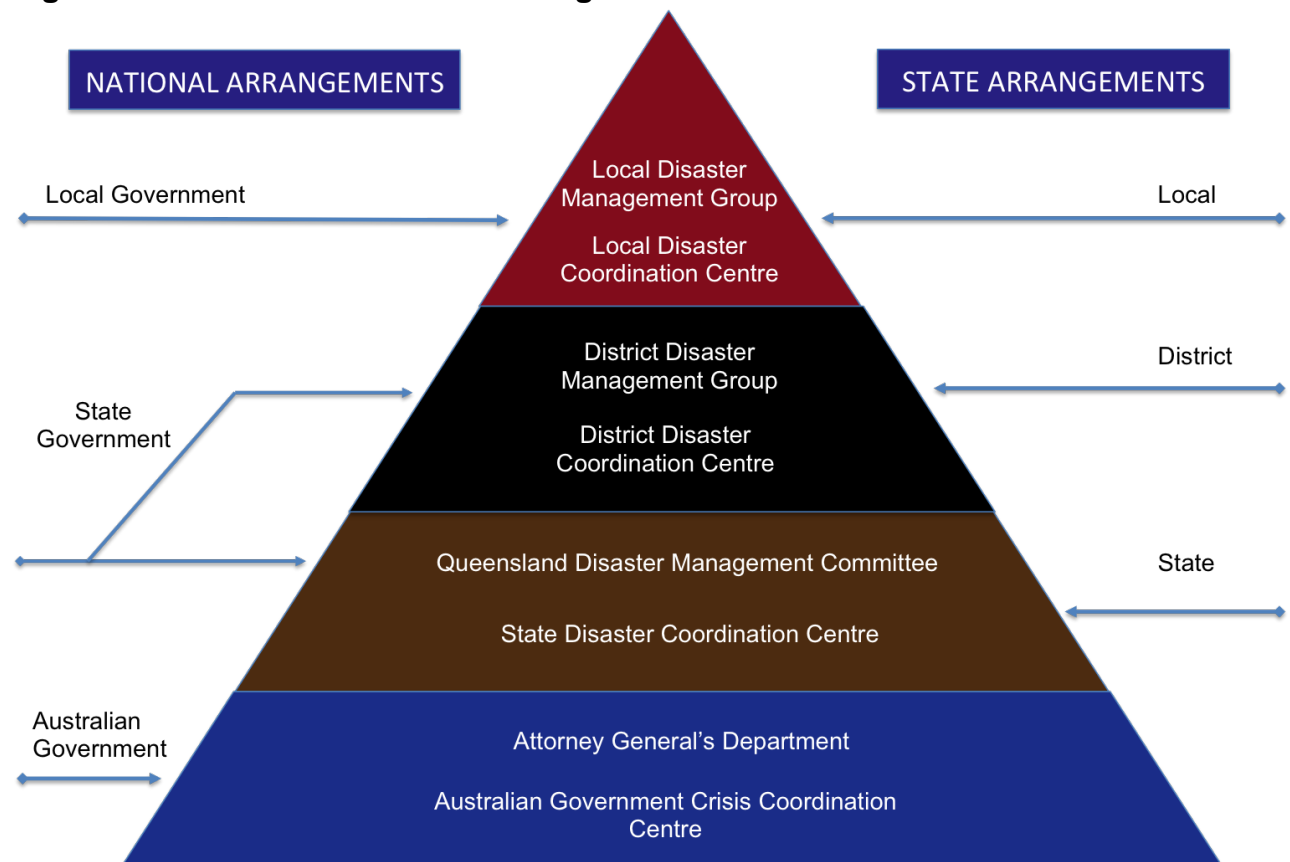 NATIONAL ARRANGEMENTS
STATE ARRANGEMENTS
Local Disaster
Management Group
Local Government
Local
Local Disaster
Coordination Centre
District Disaster
Management Group
District
State
Government
District Disaster
Coordination Centre
Queensland Disaster Management Committee
State
State Disaster Coordination Centre
Australian
Government
Attorney General’s Department
Australian Government Crisis Coordination
Centre